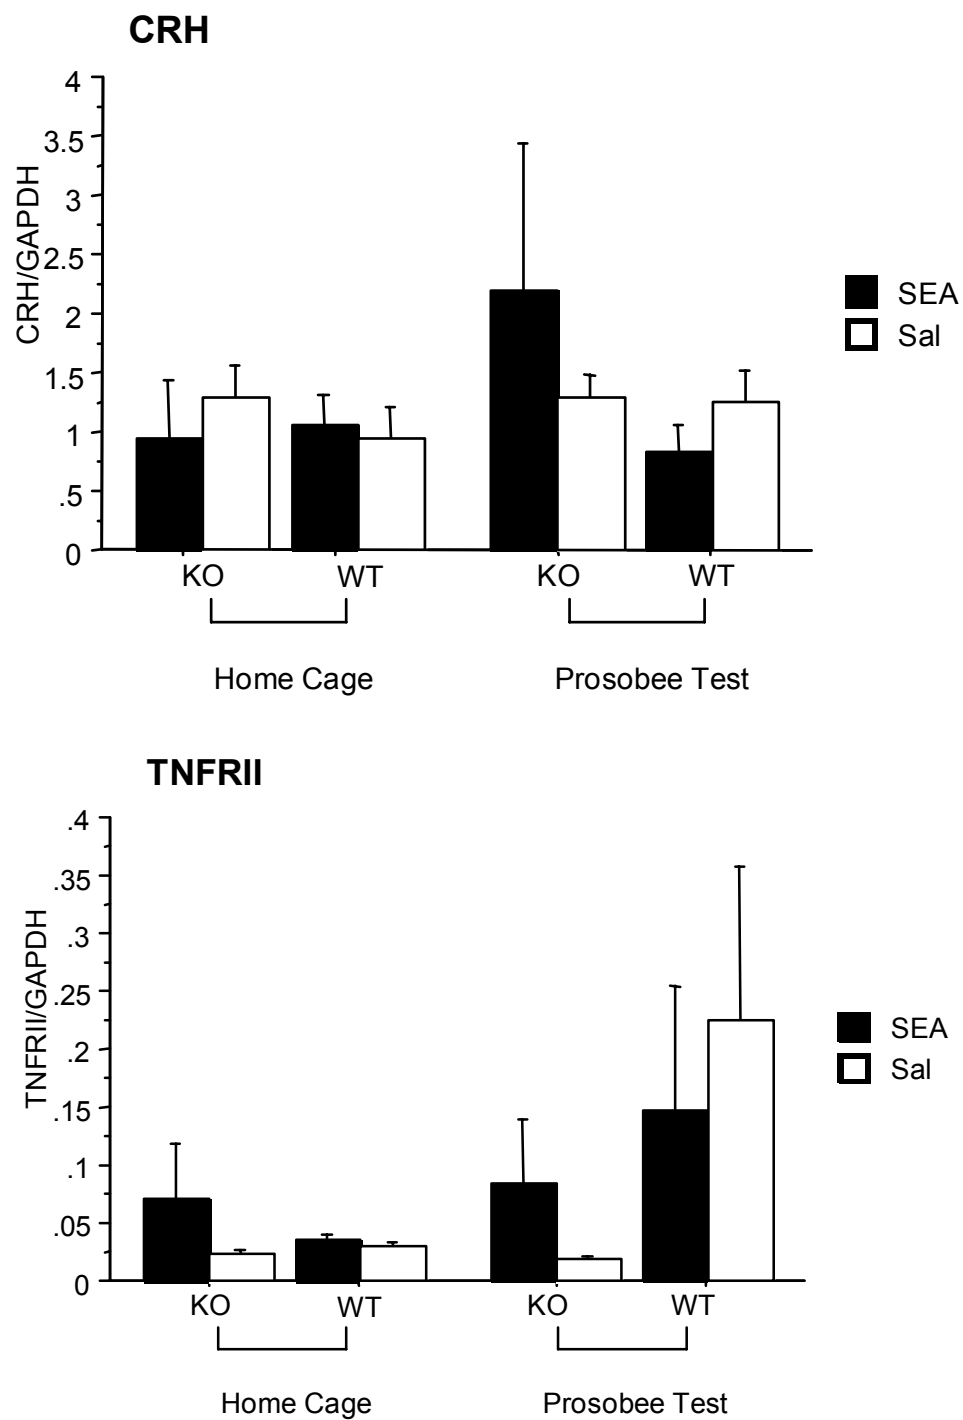 CRH
4
3.5
3
2.5
2
1.5
1
.5
0
CRH/GAPDH
KO WT KO WT
Home Cage Prosobee Test
SEA
Sal
TNFRII
.4
.35
.3
.25
.2
.15
.1
.05
0
TNFRII/GAPDH
KO WT KO WT
Home Cage Prosobee Test
SEA
Sal